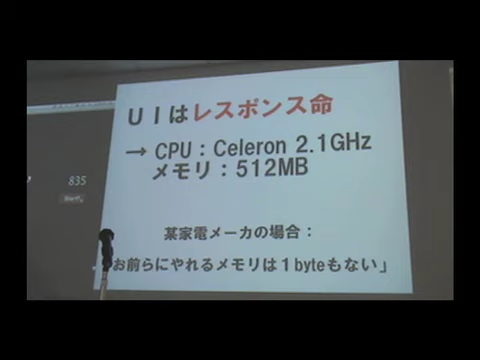 UIはレスポンス命
→ CPU：Celeron 2.1GHz
メモリ：512MB
某家電メーカの場合：
お前らにやれるメモリは１byteもない」
835